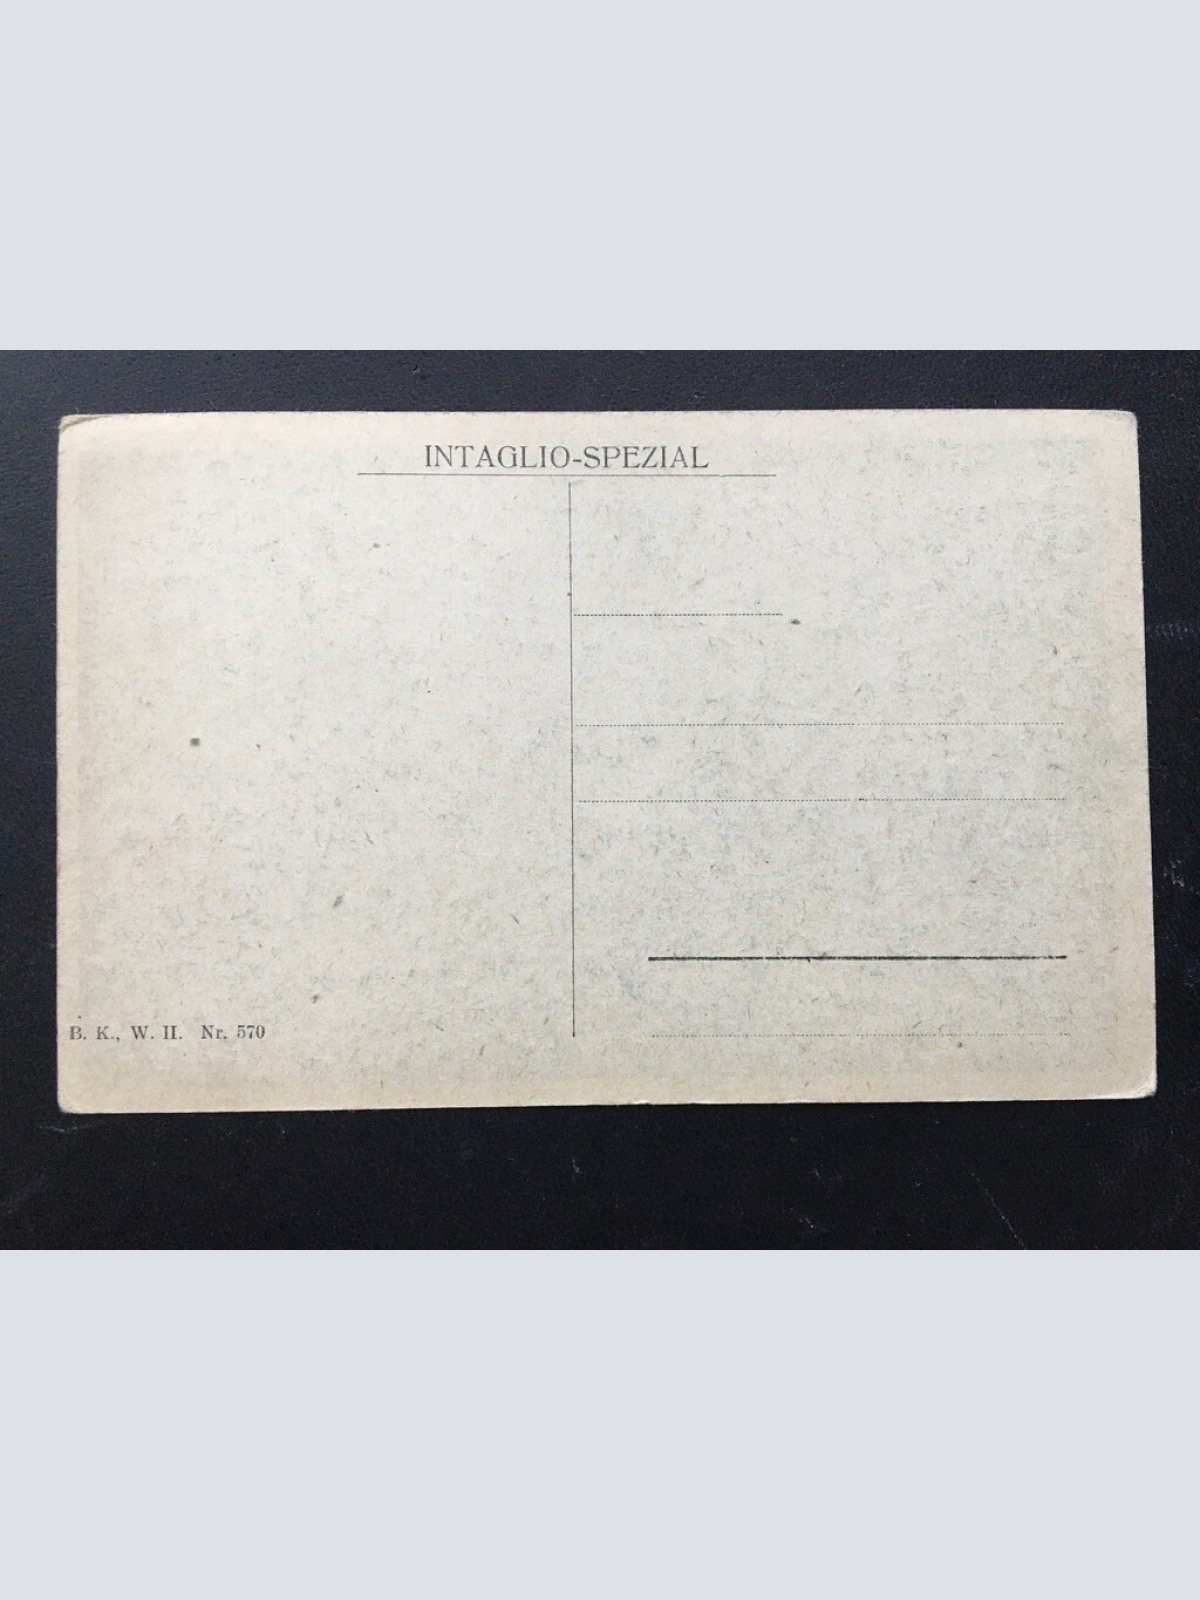 INTAGLIO-SPEZIAL
B. K., W. II. Nr. 570